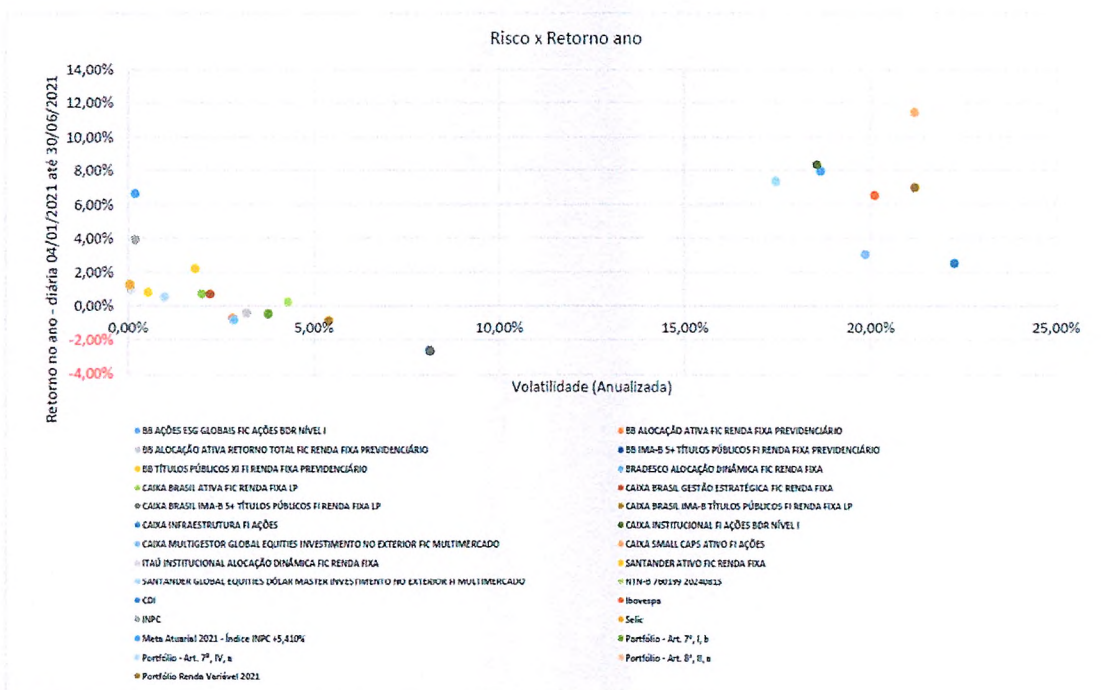 Risco x Retorno ano
Retorno no ano - diária 04/01/2021 até 30/06/2021
14,00%
12,00%
10,00%
8,00%
6,00%
4,00%
2,00%
0,00%
-2,00%
-4,00%
0,00% 5,00% 10,00% 15,00% 20,00% 25,00%
Volatilidade (Anualizada)
BB AÇÕES ESG GLOBAIS FIC AÇÕES BDR NÍVEL I
BB ALOCAÇÃO ATIVA FIC RENDA FIXA PREVIDENCIÁRIO
BB ALOCAÇÃO ATIVA RETORNO TOTAL FIC RENDA FIXA PREVIDENCIÁRIO
BB IMA-B 5+ TÍTULOS PÚBLICOS FI RENDA FIXA PREVIDENCIÁRIO
BB TÍTULOS PÚBLICOS XI FI RENDA FIXA PREVIDENCIÁRIO
BRADESCO ALOCAÇÃO DINÂMICA FIC RENDA FIXA
CAIXA BRASIL ATIVA FIC RENDA FIXA LP
CAIXA BRASIL GESTÃO ESTRATÉGICA FIC RENDA FIXA
CAIXA BRASIL IMA-B 5+ TÍTULOS PÚBLICOS FI RENDA FIXA LP
CAIXA BRASIL IMA-B TÍTULOS PÚBLICOS FI RENDA FIXA LP
CAIXA INFRAESTRUTURA FI AÇÕES
CAIXA INSTITUCIONAL FI AÇÕES BDR NÍVEL I
CAIXA MULTIGESTOR GLOBAL EQUITIES INVESTIMENTO NO EXTERIOR FIC MULTIMERCADO
CAIXA SMALL CAPS ATIVO FI AÇÕES
ITAÚ INSTITUCIONAL ALOCAÇÃO DINÂMICA FIC RENDA FIXA
SANTANDER ATIVO FIC RENDA FIXA
SANTANDER GLOBAL EQUITIES DÓLAR MASTER INVESTIMENTO NO EXTERIOR FI MULTIMERCADO
NTN-B 760199 20240815
CDI
Ibovespa
INPC
Selic
Meta Atuarial 2021 - Índice INPC +5,410%
Portfólio - Art. 7º, I, b
Portfólio - Art. 7º, IV, a
Portfólio - Art. 8º, II, a
Portfólio Renda Variável 2021